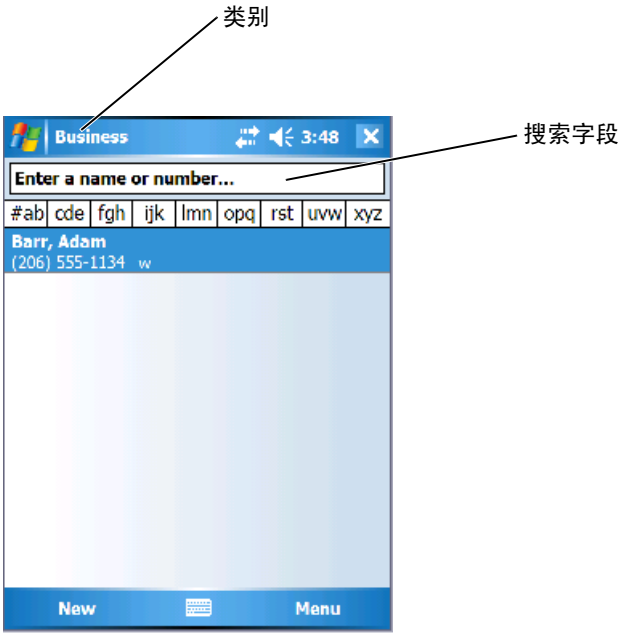 类别
Business 3:48
搜索字段
Enter a name or number...
#ab cde fgh ijk lmn opq rst uvw xyz
Barr, Adam
(206) 555-1134 w
New Menu